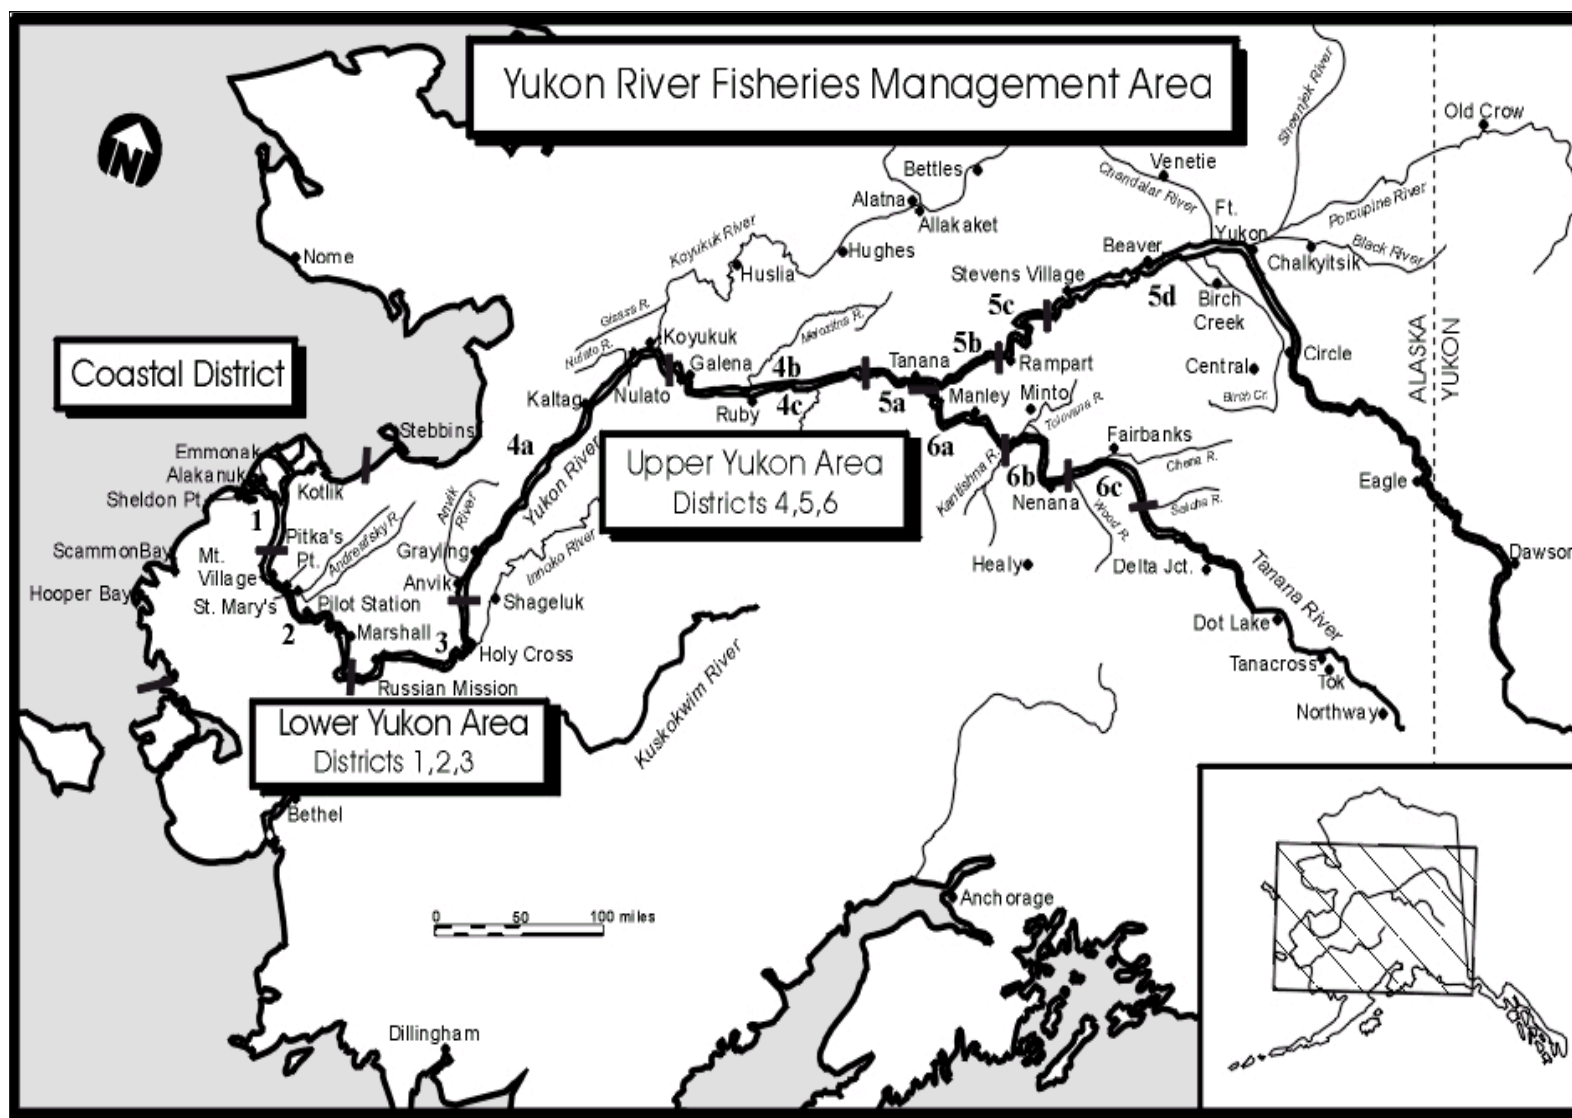 Yukon River Fisheries Management Area
N
Old Crow
Sheenjek River
Venetie
Bettles
Chandalar River
Porcupine River
Alatna
Allakaket
Ft.
Yukon
Black River
Koyukuk River
Hughes
Beaver
Chalkyitsik
Nome
Huslia
Stevens Village
5d
Birch
Creek
Gisasa R.
5c
Melozitna R.
ALASKA
YUKON
Koyukuk
Nulato R.
Galena
4b
Tanana
5b
Rampart
Circle
Central
Coastal District
Kaltag
Nulato
Ruby
4c
5a
Manley
Minto
Birch Cr.
Tolovana R.
Stebbins
4a
6a
Fairbanks
Emmonak
Alakanuk
Sheldon Pt.
Kotlik
Upper Yukon Area
Districts 4,5,6
Kantishna R.
6b
Nenana
Chena R.
6c
Eagle
Salcha R.
Wood R.
1
Anvik
River
Yukon River
Pitka's
Pt.
Andreafsky R.
Scammon Bay
Mt.
Village
Grayling
Innoko River
Healy
Delta Jct.
Tanana River
Dawson
Anvik
Hooper Bay
St. Mary's
Pilot Station
Shageluk
2
Marshall
3
Holy Cross
Dot Lake
Kuskokwim River
Tanacross
Tok
Russian Mission
Northway
Lower Yukon Area
Districts 1,2,3
Bethel
Anchorage
0 50 100 miles
Dillingham